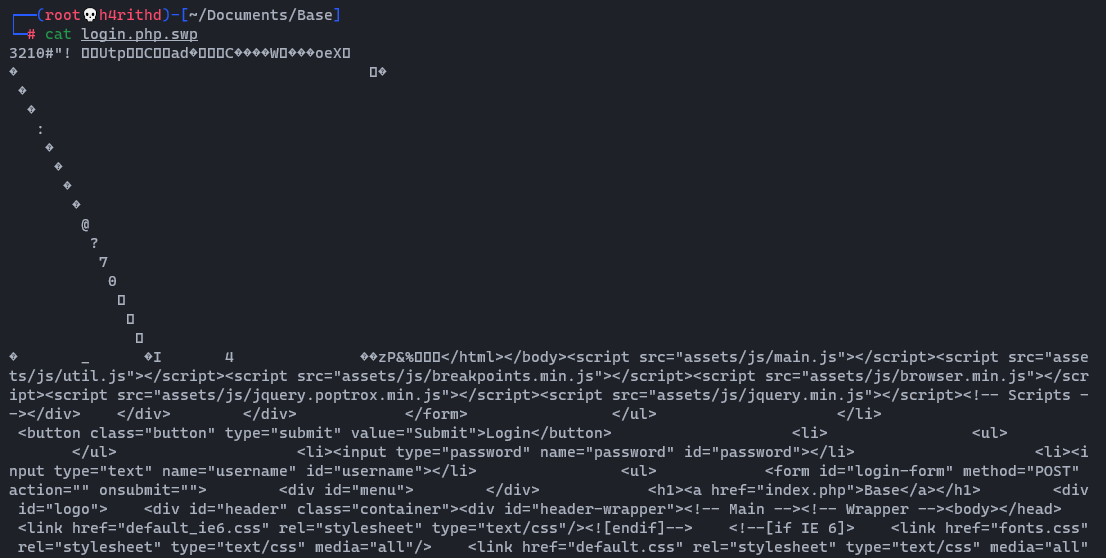 ┌──(root💀h4rithd)-[~/Documents/Base]
└─# cat login.php.swp
3210#"! ▯▯Utp▯▯C▯▯ad�▯▯▯C����W▯���oeX▯
� ▯�
�
�
:
�
�
�
�
@
?
7
0
▯
▯
▯
� _ �I 4 ��zP&%▯▯▯</html></body><script src="assets/js/main.js"></script><script src="asse
ts/js/util.js"></script><script src="assets/js/breakpoints.min.js"></script><script src="assets/js/browser.min.js"></scr
ipt><script src="assets/js/jquery.poptrox.min.js"></script><script src="assets/js/jquery.min.js"></script><!-- Scripts -
-></div> </div> </div> </form> </ul> </li>
<button class="button" type="submit" value="Submit">Login</button> <li> <ul>
</ul> <li><input type="password" name="password" id="password"></li> <li><i
nput type="text" name="username" id="username"></li> <ul> <form id="login-form" method="POST"
action="" onsubmit=""> <div id="menu"> </div> <h1><a href="index.php">Base</a></h1> <div
id="logo"> <div id="header" class="container"><div id="header-wrapper"><!-- Main --><!-- Wrapper --><body></head>
<link href="default_ie6.css" rel="stylesheet" type="text/css"/><![endif]--> <!--[if IE 6]> <link href="fonts.css"
rel="stylesheet" type="text/css" media="all"/> <link href="default.css" rel="stylesheet" type="text/css" media="all"